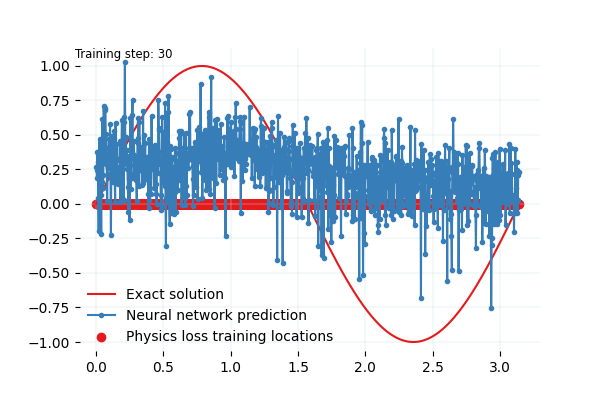 Training step: 30
1.00
0.75
0.50
0.25
0.00
−0.25
−0.50
−0.75
−1.00
Exact solution
Neural network prediction
Physics loss training locations
0.0 0.5 1.0 1.5 2.0 2.5 3.0